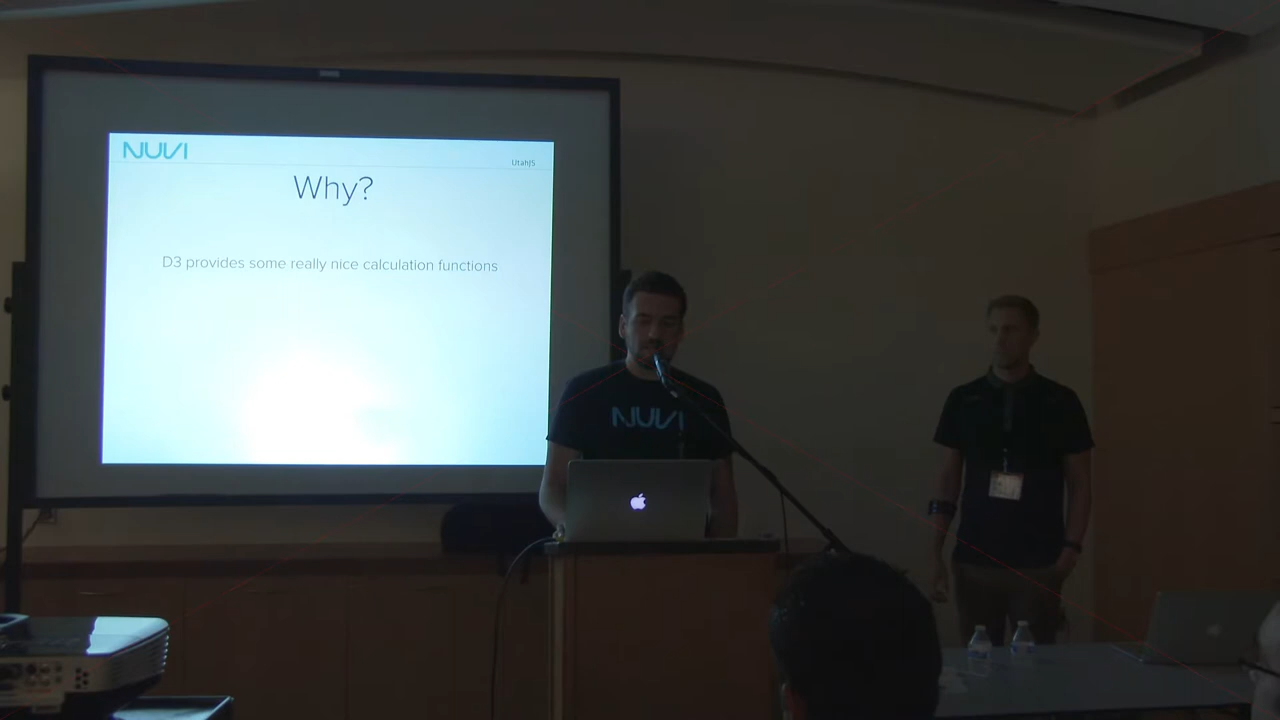 NUVI
UtahJS
Why?
D3 provides some really nice calculation functions
NUVI